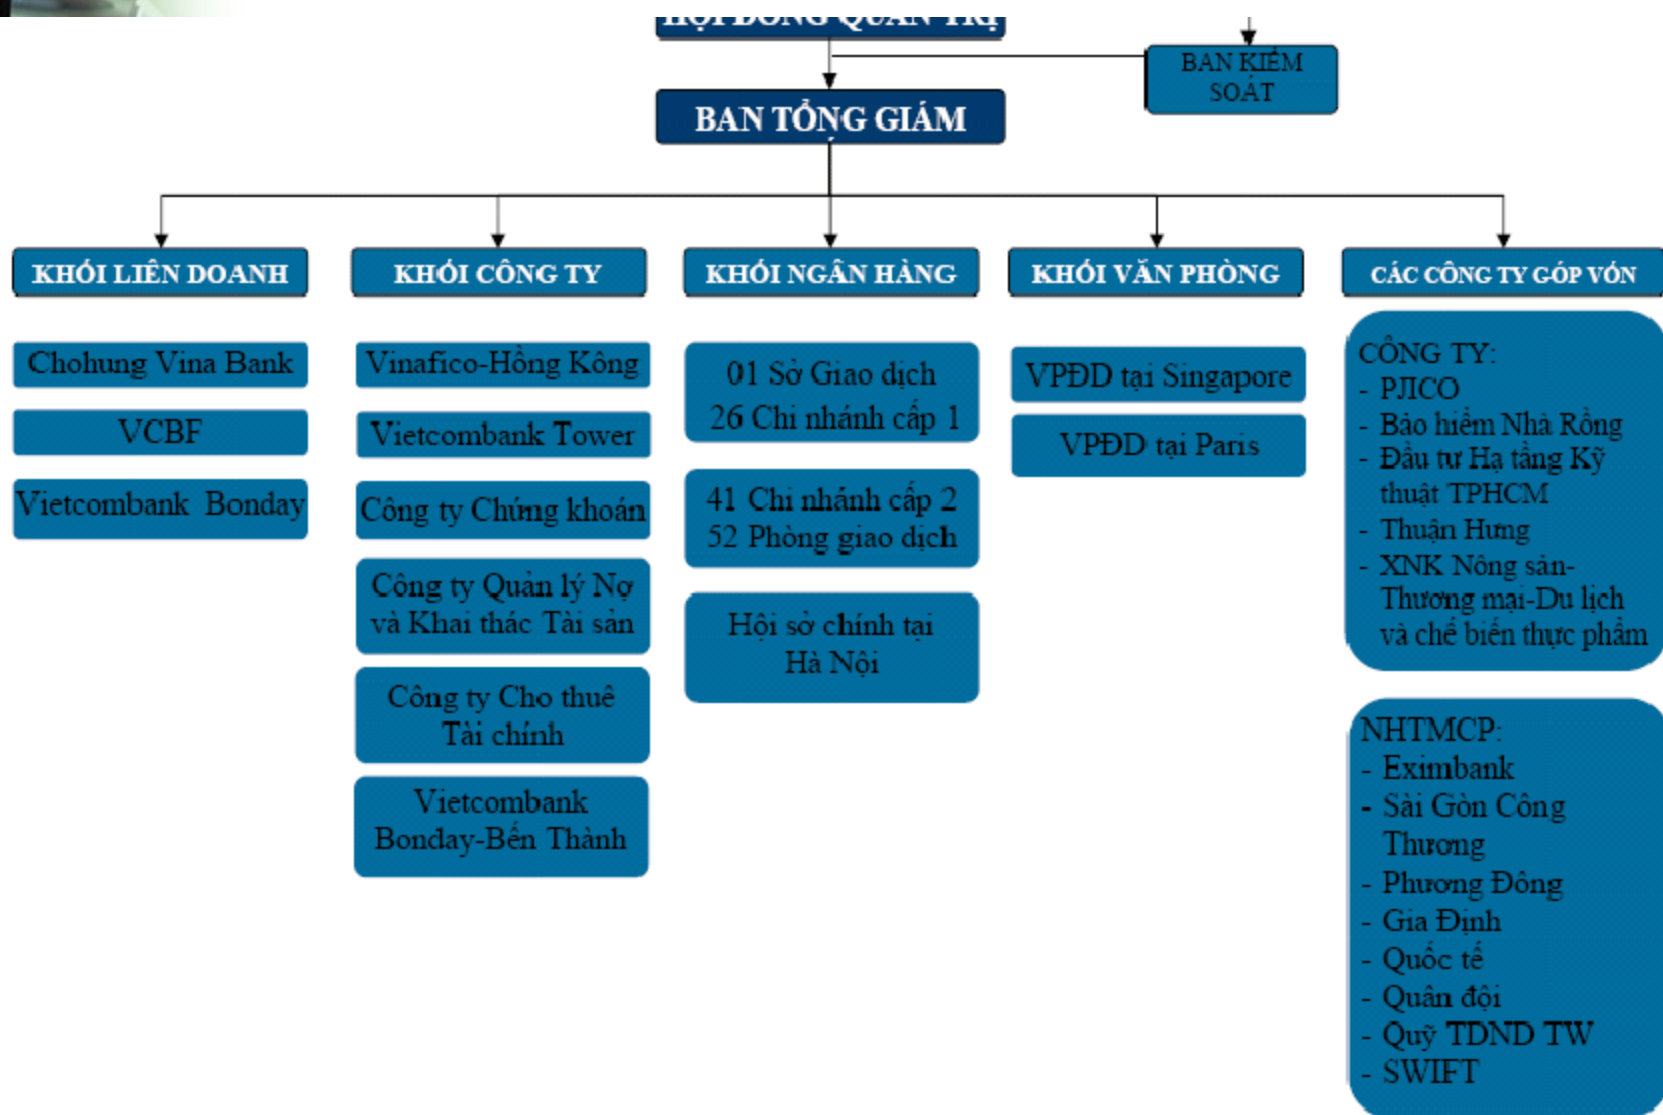 HỘI ĐỒNG QUẢN TRỊ
BAN KIỂM
SOÁT
BAN TỔNG GIÁM
KHỐI LIÊN DOANH
Chohung Vina Bank
VCBF
Vietcombank Bonday
KHỐI CÔNG TY
Vinafico-Hồng Kông
Vietcombank Tower
Công ty Chứng khoán
Công ty Quản lý Nợ
và Khai thác Tài sản
Công ty Cho thuê
Tài chính
Vietcombank
Bonday-Bến Thành
KHỐI NGÂN HÀNG
01 Sở Giao dịch
26 Chi nhánh cấp 1
41 Chi nhánh cấp 2
52 Phòng giao dịch
Hội sở chính tại
Hà Nội
KHỐI VĂN PHÒNG
VPĐD tại Singapore
VPĐD tại Paris
CÁC CÔNG TY GÓP VỐN
CÔNG TY:
- PJICO
- Bảo hiểm Nhà Rồng
- Đầu tư Hạ tầng Kỹ
thuật TPHCM
- Thuận Hưng
- XNK Nông sản-
Thương mại-Du lịch
và chế biến thực phẩm
NHTMCP:
- Eximbank
- Sài Gòn Công
Thương
- Phương Đông
- Gia Định
- Quốc tế
- Quân đội
- Quỹ TDND TW
- SWIFT